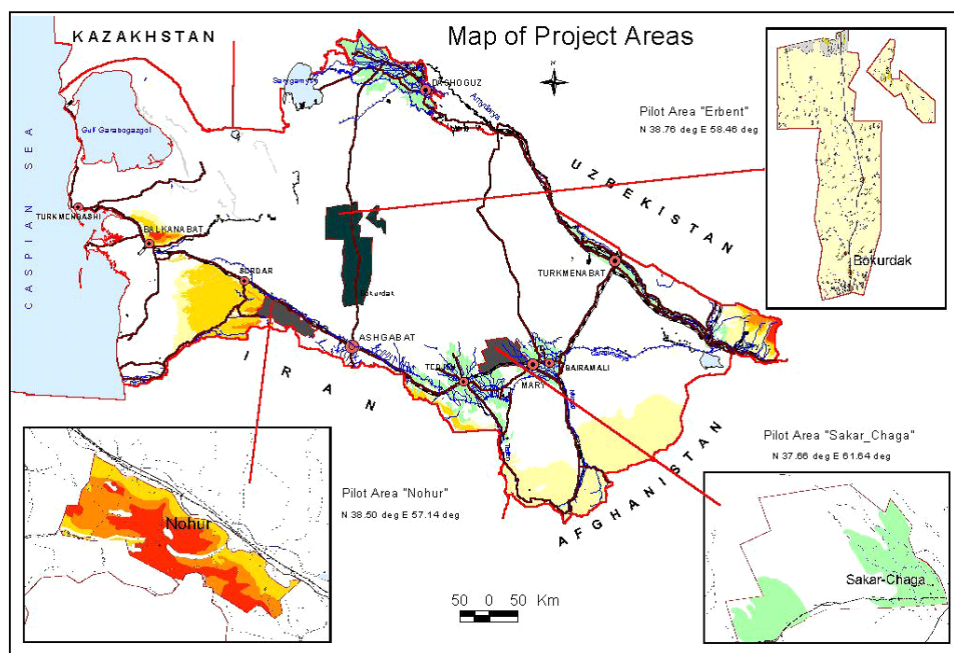 KAZAKHSTAN
Map of Project Areas
N
Sarygamysh
DASHOGUZ
Amydarya
Gulf Garabogazgol
CASPIAN SEA
Pilot Area "Erbent"
N 38.76 deg E 58.46 deg
UZBEKISTAN
Bokurdak
TURKMENBASHI
BALKANABAT
SERDAR
Bokurdak
TURKMENABAT
ASHGABAT
IRAN
TEDJEN
MARY
BAIRAMALI
AFGHANISTAN
Pilot Area "Sakar_Chaga"
N 37.66 deg E 61.64 deg
Pilot Area "Nohur"
N 38.50 deg E 57.14 deg
Nohur
Sakar-Chaga
50 0 50 Km